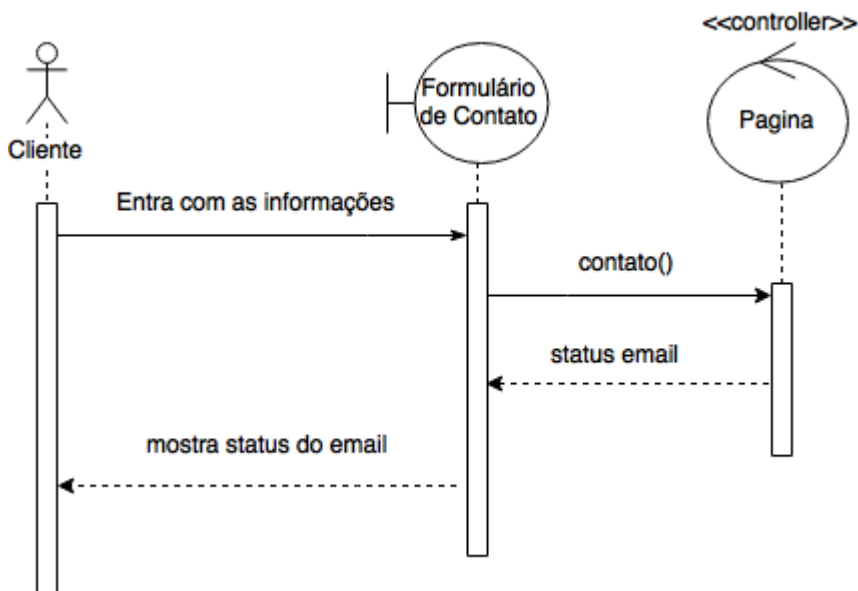 <<controller>>
Formulário
de Contato
Pagina
Cliente
Entra com as informações
contato()
status email
mostra status do email